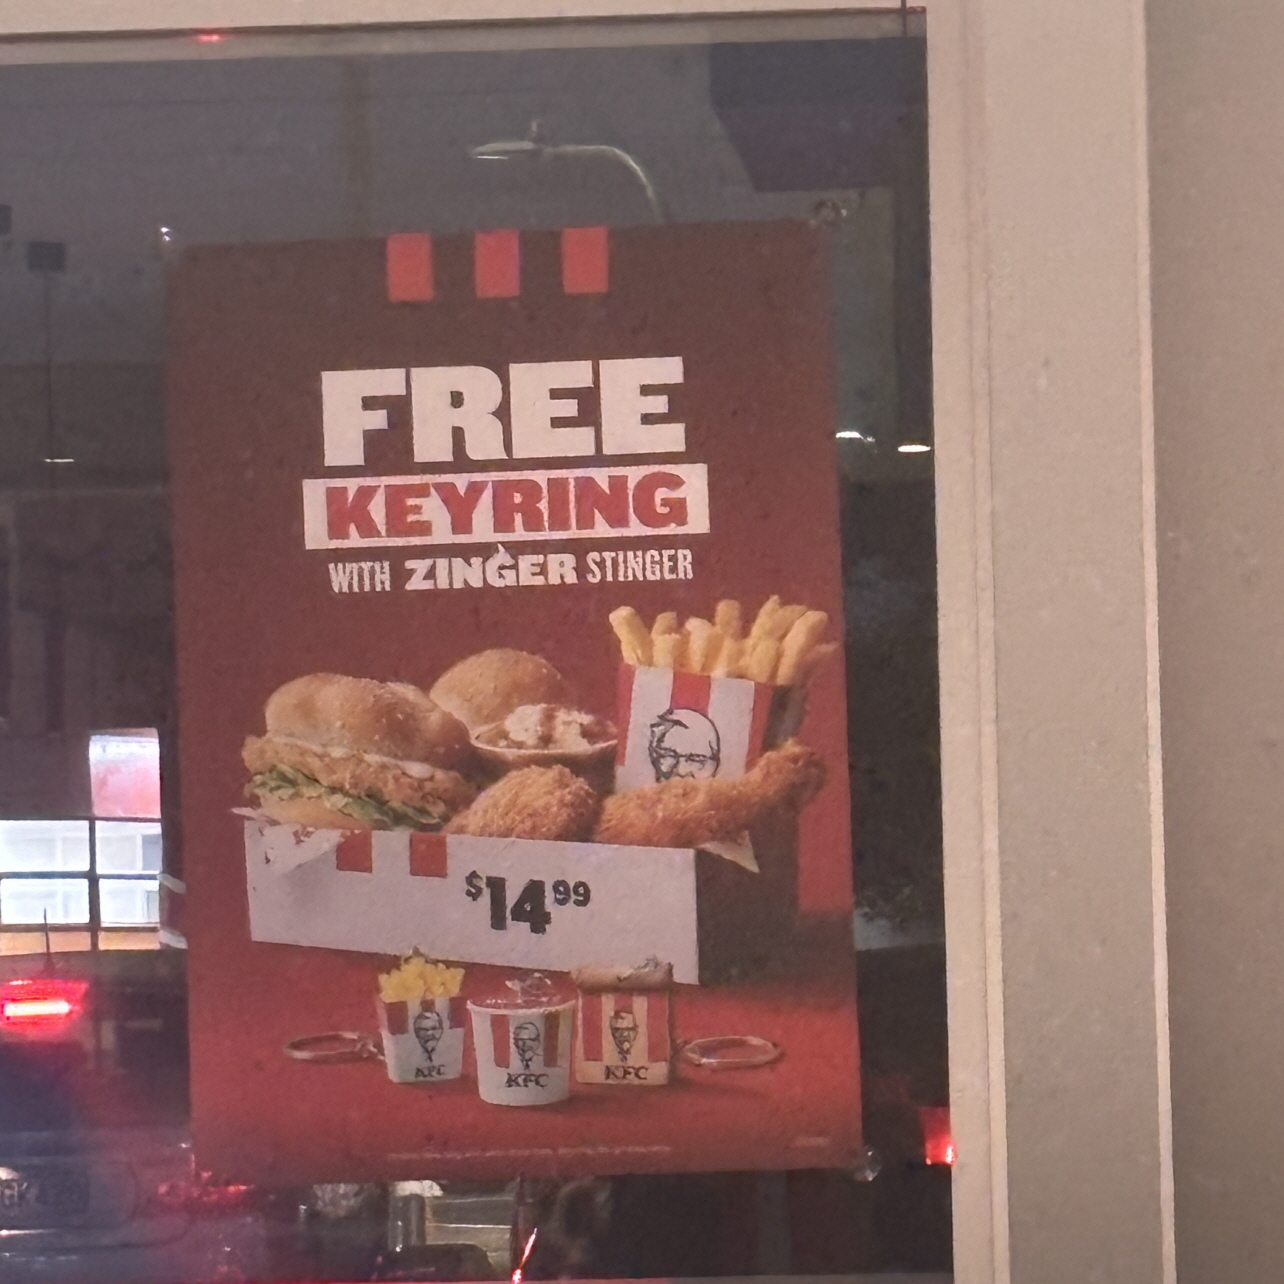 FREE
KEYRING
WITH ZINGER STINGER
$14.99
KFC
KFC
KFC